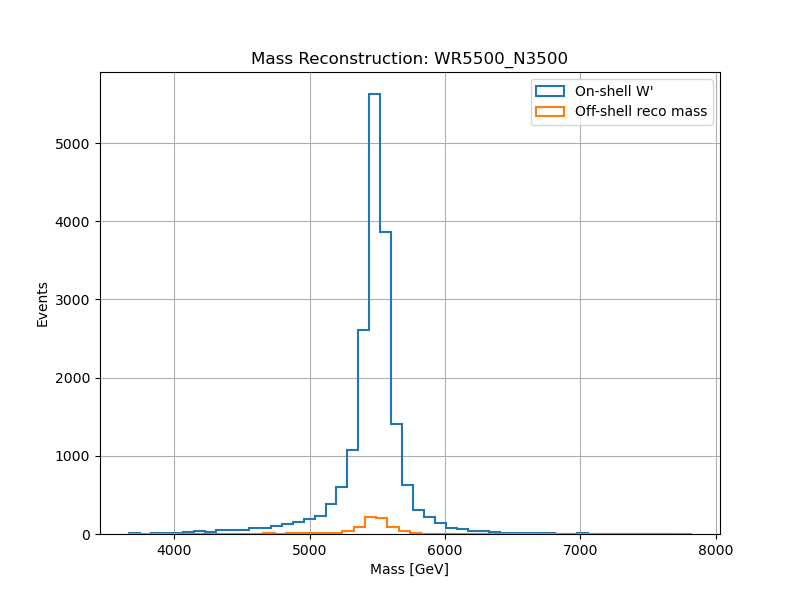 Mass Reconstruction: WR5500_N3500
On-shell W'
Off-shell reco mass
5000
4000
3000
2000
1000
0
Events
4000
5000
6000
7000
8000
Mass [GeV]